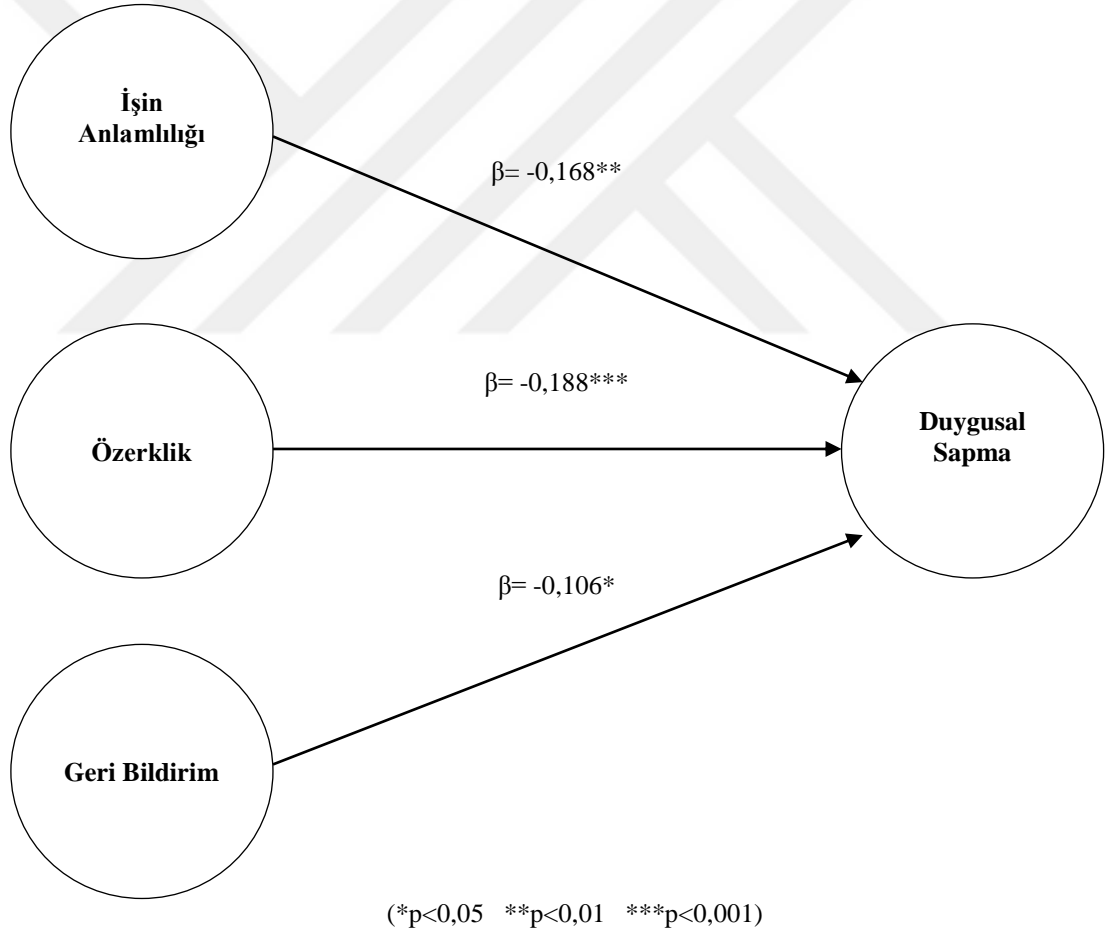 İşin
Anlamlılığı
β= -0,168**
β= -0,188***
Duygusal
Sapma
Özerklik
β= -0,106*
Geri Bildirim
(*p<0,05 **p<0,01 ***p<0,001)